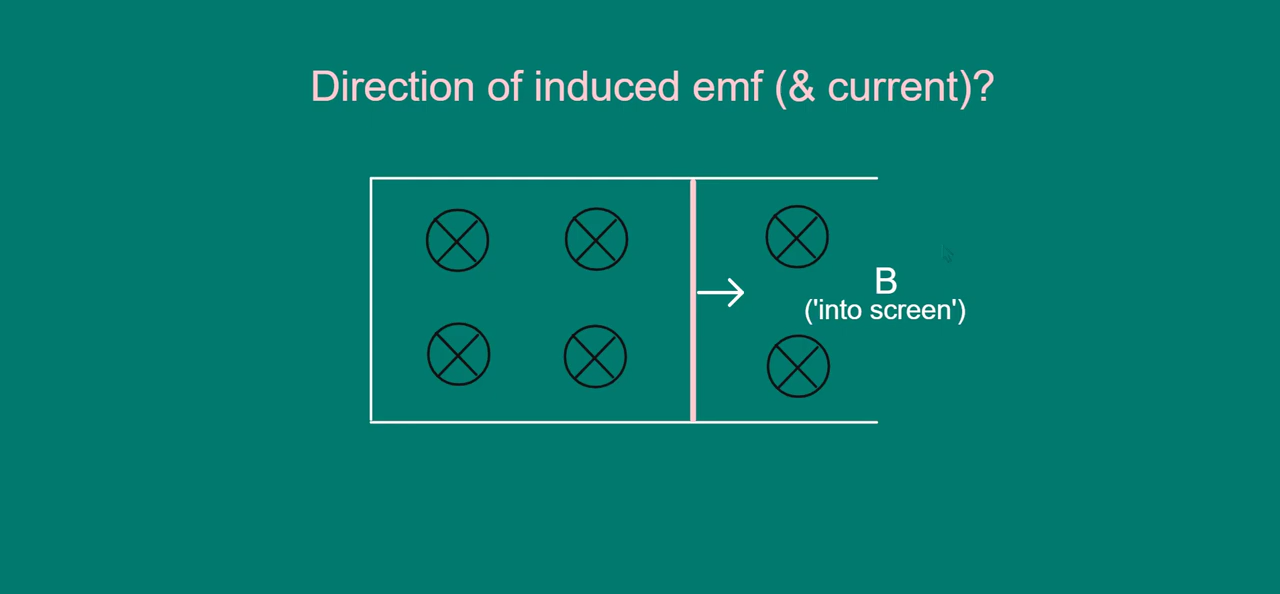 Direction of induced emf (& current)?
B
('into screen')